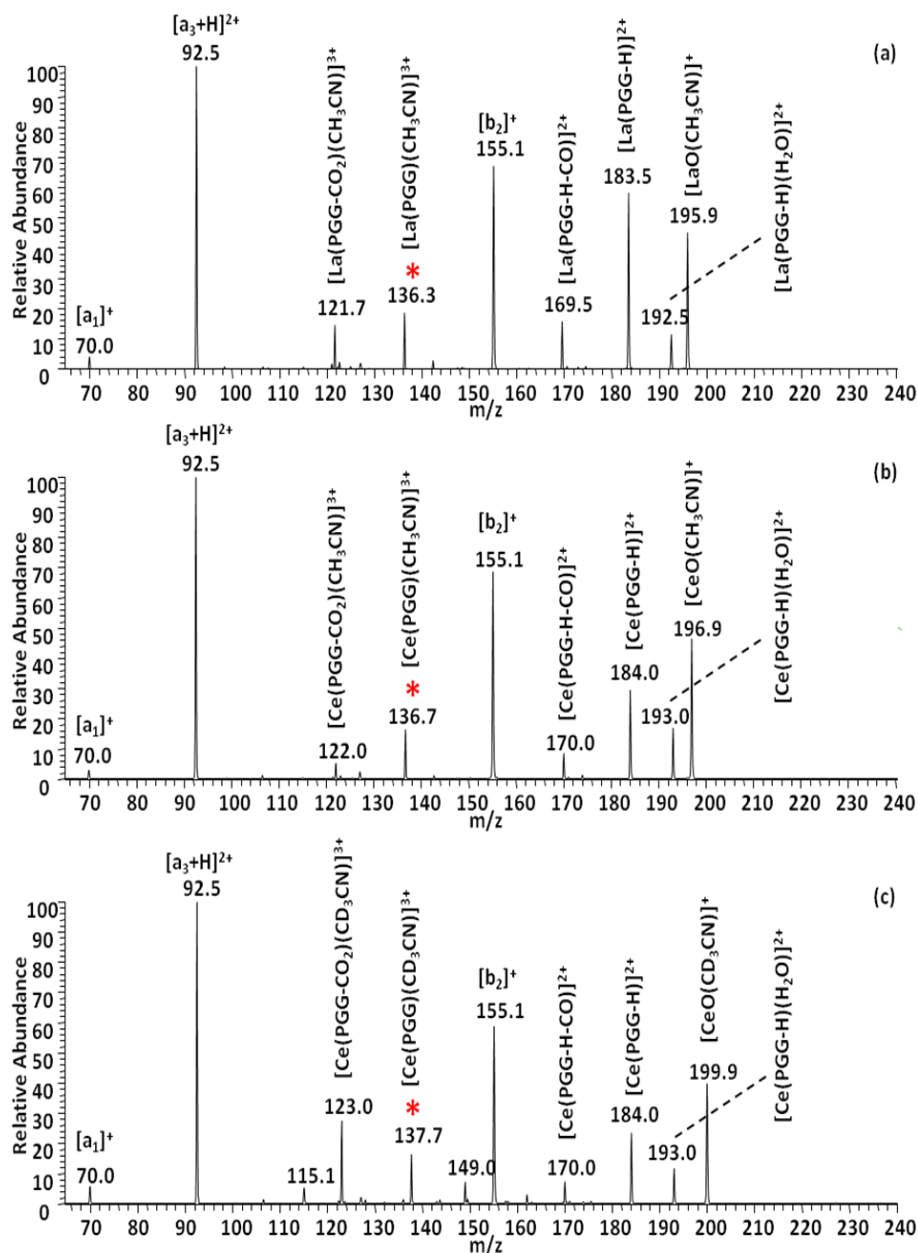 (a)
[a₃+H]²⁺
92.5
[La(PGG-CO₂)(CH₃CN)]³⁺
121.7
[La(PGG)(CH₃CN)]³⁺
*
136.3
[b₂]⁺
155.1
[La(PGG-H-CO)]²⁺
169.5
[La(PGG-H)]²⁺
183.5
[LaO(CH₃CN)]⁺
195.9
[La(PGG-H)(H₂O)]²⁺
192.5
[a₁]⁺
70.0
Relative Abundance
100
90
80
70
60
50
40
30
20
10
0
70 80 90 100 110 120 130 140 150 160 170 180 190 200 210 220 230 240
m/z
(b)
[a₃+H]²⁺
92.5
[Ce(PGG-CO₂)(CH₃CN)]³⁺
122.0
[Ce(PGG)(CH₃CN)]³⁺
*
136.7
[b₂]⁺
155.1
[Ce(PGG-H-CO)]²⁺
170.0
[Ce(PGG-H)]²⁺
184.0
[CeO(CH₃CN)]⁺
196.9
[Ce(PGG-H)(H₂O)]²⁺
193.0
[a₁]⁺
70.0
Relative Abundance
100
90
80
70
60
50
40
30
20
10
0
70 80 90 100 110 120 130 140 150 160 170 180 190 200 210 220 230 240
m/z
(c)
[a₃+H]²⁺
92.5
[Ce(PGG-CO₂)(CD₃CN)]³⁺
123.0
[Ce(PGG)(CD₃CN)]³⁺
*
137.7
[b₂]⁺
155.1
[Ce(PGG-H-CO)]²⁺
170.0
[Ce(PGG-H)]²⁺
184.0
[CeO(CD₃CN)]⁺
199.9
[Ce(PGG-H)(H₂O)]²⁺
193.0
[a₁]⁺
70.0
115.1
149.0
Relative Abundance
100
90
80
70
60
50
40
30
20
10
0
70 80 90 100 110 120 130 140 150 160 170 180 190 200 210 220 230 240
m/z